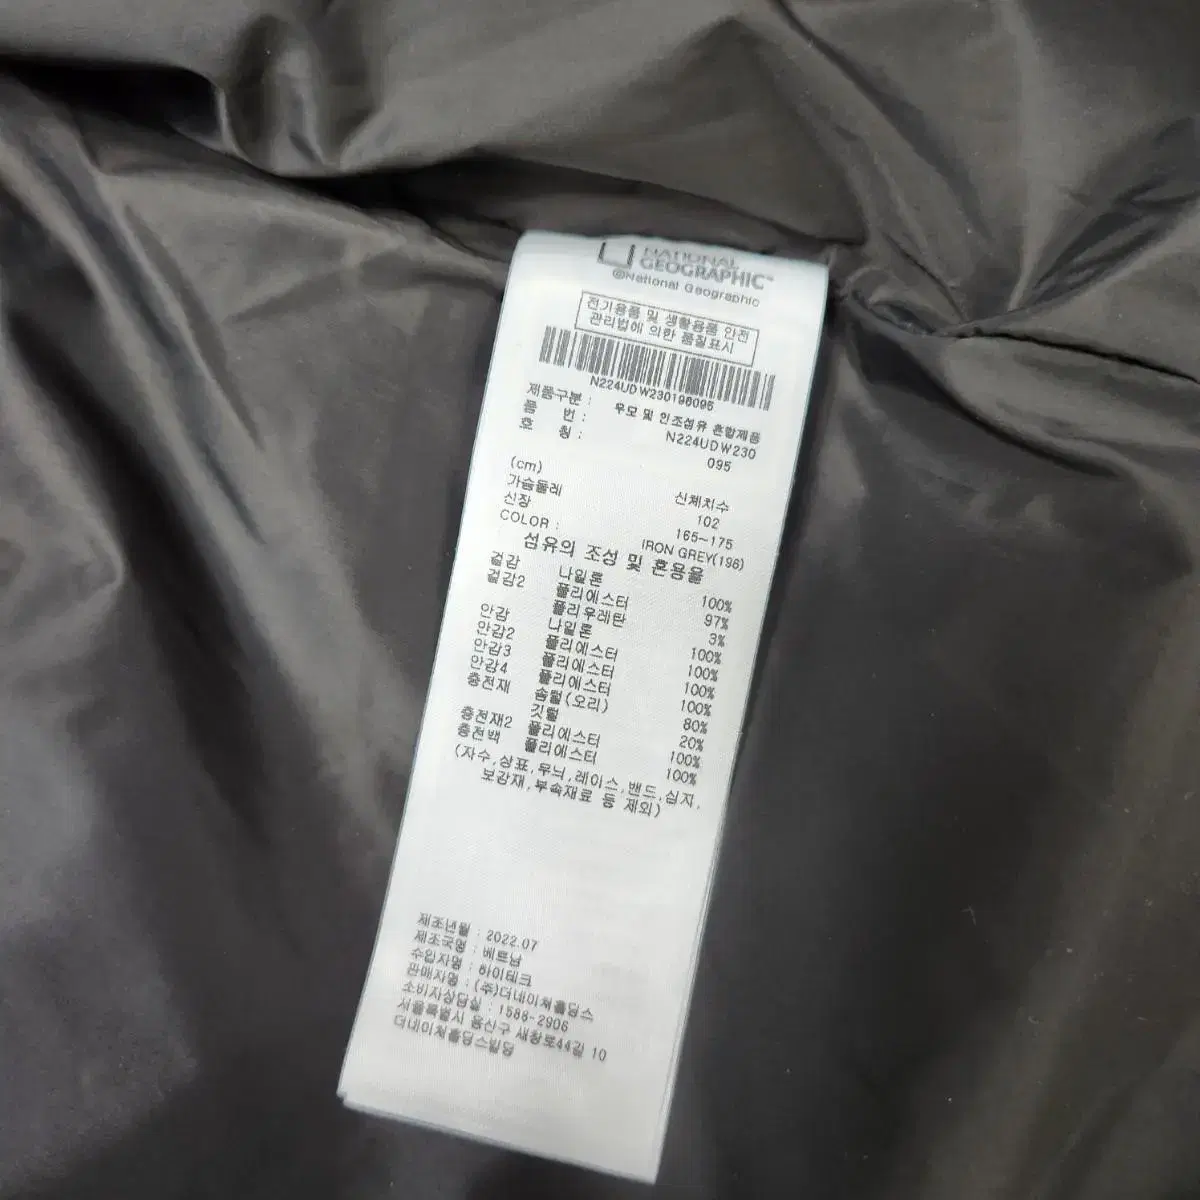 NATIONAL
GEOGRAPHIC™
©National Geographic
전기용품 및 생활용품 안전
관리법에 의한 품질표시
N224UDW230196095
제품구분 : 우모 및 인조섬유 혼합제품
품 번 : N224UDW230
호 칭 : 095
(cm) 신체치수
가슴둘레 102
신장 165~175
COLOR : IRON GREY(196)
섬유의 조성 및 혼용율
겉감 나일론 100%
겉감2 폴리에스터 97%
폴리우레탄 3%
안감 나일론 100%
안감2 폴리에스터 100%
안감3 폴리에스터 100%
안감4 폴리에스터 100%
충전재 솜털(오리) 80%
깃털 20%
충전재2 폴리에스터 100%
충전백 폴리에스터 100%
(자수,상표,무늬,레이스,밴드,심지,
보강재,부속재료 등 제외)
제조년월 : 2022.07
제조국명 : 베트남
수입자명 : 하이테크
판매자명 : (주)더네이쳐홀딩스
소비자상담실 : 1588-2906
서울특별시 용산구 새창로44길 10
더네이쳐홀딩스빌딩